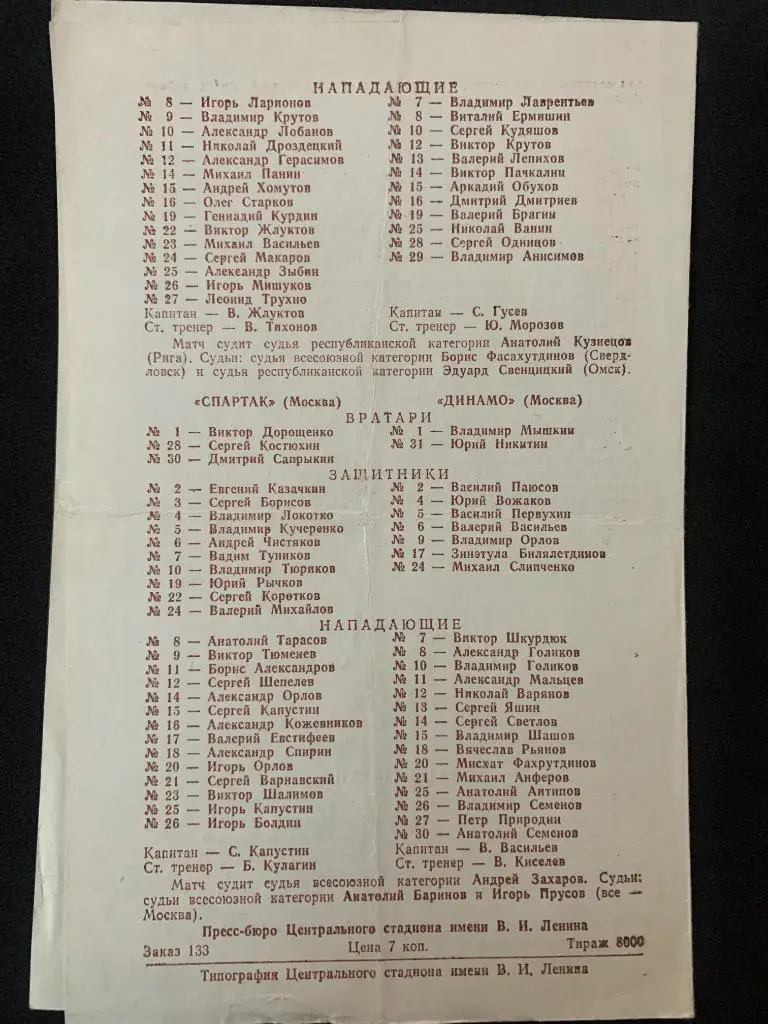 НАПАДАЮЩИЕ
№ 8 — Игорь Ларионов
№ 9 — Владимир Крутов
№ 10 — Александр Лобанов
№ 11 — Николай Дроздецкий
№ 12 — Александр Герасимов
№ 14 — Михаил Панин
№ 15 — Андрей Хомутов
№ 16 — Олег Старков
№ 19 — Геннадий Курдин
№ 22 — Виктор Жлуктов
№ 23 — Михаил Васильев
№ 24 — Сергей Макаров
№ 25 — Александр Зыбин
№ 26 — Игорь Мишуков
№ 27 — Леонид Трухно
Капитан — В. Жлуктов
Ст. тренер — В. Тихонов
№ 7 — Владимир Лаврентьев
№ 8 — Виталий Ермишин
№ 10 — Сергей Кудяшов
№ 12 — Виктор Крутов
№ 13 — Валерий Лепихов
№ 14 — Виктор Пачкалин
№ 15 — Аркадий Обухов
№ 16 — Дмитрий Дмитриев
№ 19 — Валерий Брагин
№ 25 — Николай Ванин
№ 28 — Сергей Одинцов
№ 29 — Владимир Анисимов
Капитан — С. Гусев
Ст. тренер — Ю. Морозов
Матч судит судья республиканской категории Анатолий Кузнецов
(Рига). Судьи: судья всесоюзной категории Борис Фасахутдинов (Сверд-
ловск) и судья республиканской категории Эдуард Свенцицкий (Омск).
«СПАРТАК» (Москва)
«ДИНАМО» (Москва)
ВРАТАРИ
№ 1 — Виктор Дорощенко
№ 28 — Сергей Костюхин
№ 30 — Дмитрий Сапрыкин
№ 1 — Владимир Мышкин
№ 31 — Юрий Никитин
ЗАЩИТНИКИ
№ 2 — Евгений Казачкин
№ 3 — Сергей Борисов
№ 4 — Владимир Локотко
№ 5 — Владимир Кучеренко
№ 6 — Андрей Чистяков
№ 7 — Вадим Туников
№ 10 — Владимир Тюриков
№ 19 — Юрий Рычков
№ 22 — Сергей Коротков
№ 24 — Валерий Михайлов
№ 2 — Василий Паюсов
№ 4 — Юрий Вожаков
№ 5 — Василий Первухин
№ 6 — Валерий Васильев
№ 9 — Владимир Орлов
№ 17 — Зинэтула Билялетдинов
№ 24 — Михаил Слипченко
НАПАДАЮЩИЕ
№ 8 — Анатолий Тарасов
№ 9 — Виктор Тюменев
№ 11 — Борис Александров
№ 12 — Сергей Шепелев
№ 14 — Александр Орлов
№ 15 — Сергей Капустин
№ 16 — Александр Кожевников
№ 17 — Валерий Евстифеев
№ 18 — Александр Спирин
№ 20 — Игорь Орлов
№ 21 — Сергей Варнавский
№ 23 — Виктор Шалимов
№ 25 — Игорь Капустин
№ 26 — Игорь Болдин
Капитан — С. Капустин
Ст. тренер — Б. Кулагин
№ 7 — Виктор Шкурдюк
№ 8 — Александр Голиков
№ 10 — Владимир Голиков
№ 11 — Александр Мальцев
№ 12 — Николай Варянов
№ 13 — Сергей Яшин
№ 14 — Сергей Светлов
№ 15 — Владимир Шашов
№ 18 — Вячеслав Рьянов
№ 20 — Мисхат Фахрутдинов
№ 21 — Михаил Анферов
№ 25 — Анатолий Антипов
№ 26 — Владимир Семенов
№ 27 — Петр Природин
№ 30 — Анатолий Семенов
Капитан — В. Васильев
Ст. тренер — В. Киселев
Матч судит судья всесоюзной категории Андрей Захаров. Судьи:
судьи всесоюзной категории Анатолий Баринов и Игорь Прусов (все —
Москва).
Пресс-бюро Центрального стадиона имени В. И. Ленина
Заказ 133
Цена 7 коп.
Тираж 8000
Типография Центрального стадиона имени В. И. Ленина